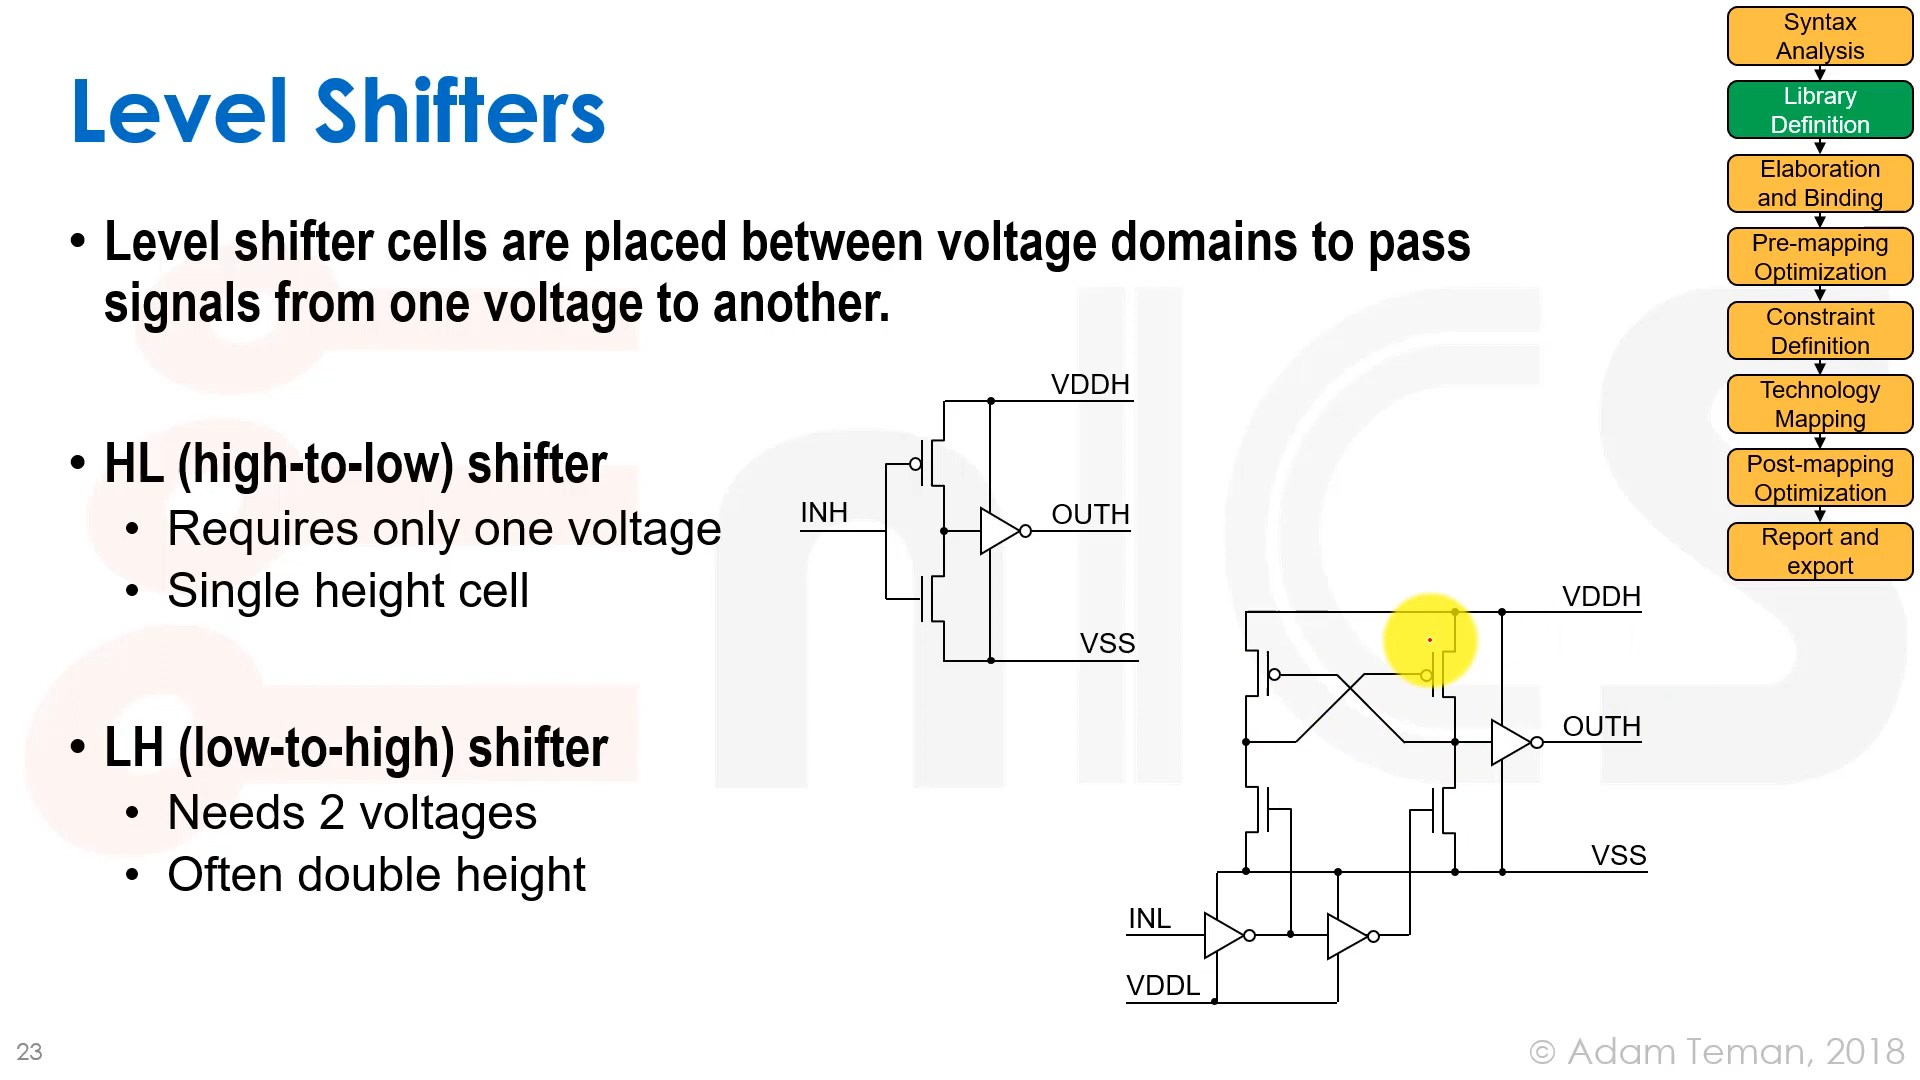 Level Shifters
• Level shifter cells are placed between voltage domains to pass
signals from one voltage to another.
• HL (high-to-low) shifter
• Requires only one voltage
• Single height cell
• LH (low-to-high) shifter
• Needs 2 voltages
• Often double height
VDDH
INH
OUTH
VSS
VDDH
OUTH
VSS
INL
VDDL
Syntax
Analysis
Library
Definition
Elaboration
and Binding
Pre-mapping
Optimization
Constraint
Definition
Technology
Mapping
Post-mapping
Optimization
Report and
export
23
© Adam Teman, 2018